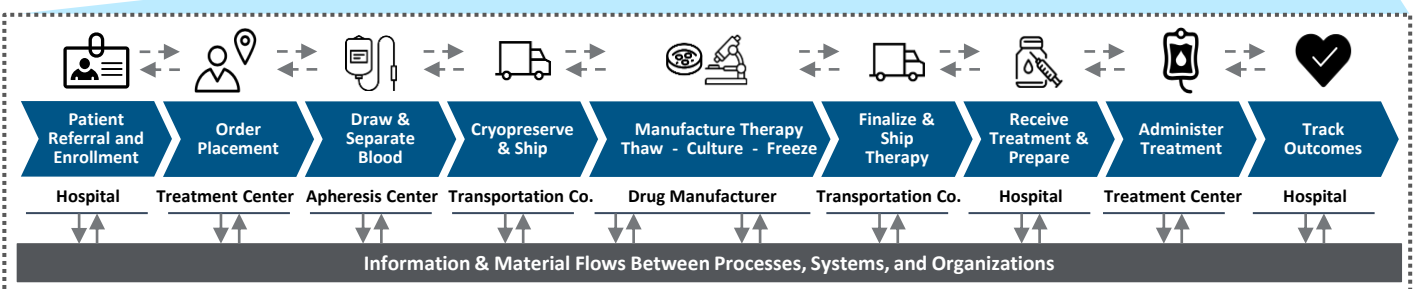 Patient
Referral and
Enrollment
Order
Placement
Draw &
Separate
Blood
Cryopreserve
& Ship
Manufacture Therapy
Thaw - Culture - Freeze
Finalize &
Ship
Therapy
Receive
Treatment &
Prepare
Administer
Treatment
Track
Outcomes
Hospital
Treatment Center
Apheresis Center
Transportation Co.
Drug Manufacturer
Transportation Co.
Hospital
Treatment Center
Hospital
Information & Material Flows Between Processes, Systems, and Organizations